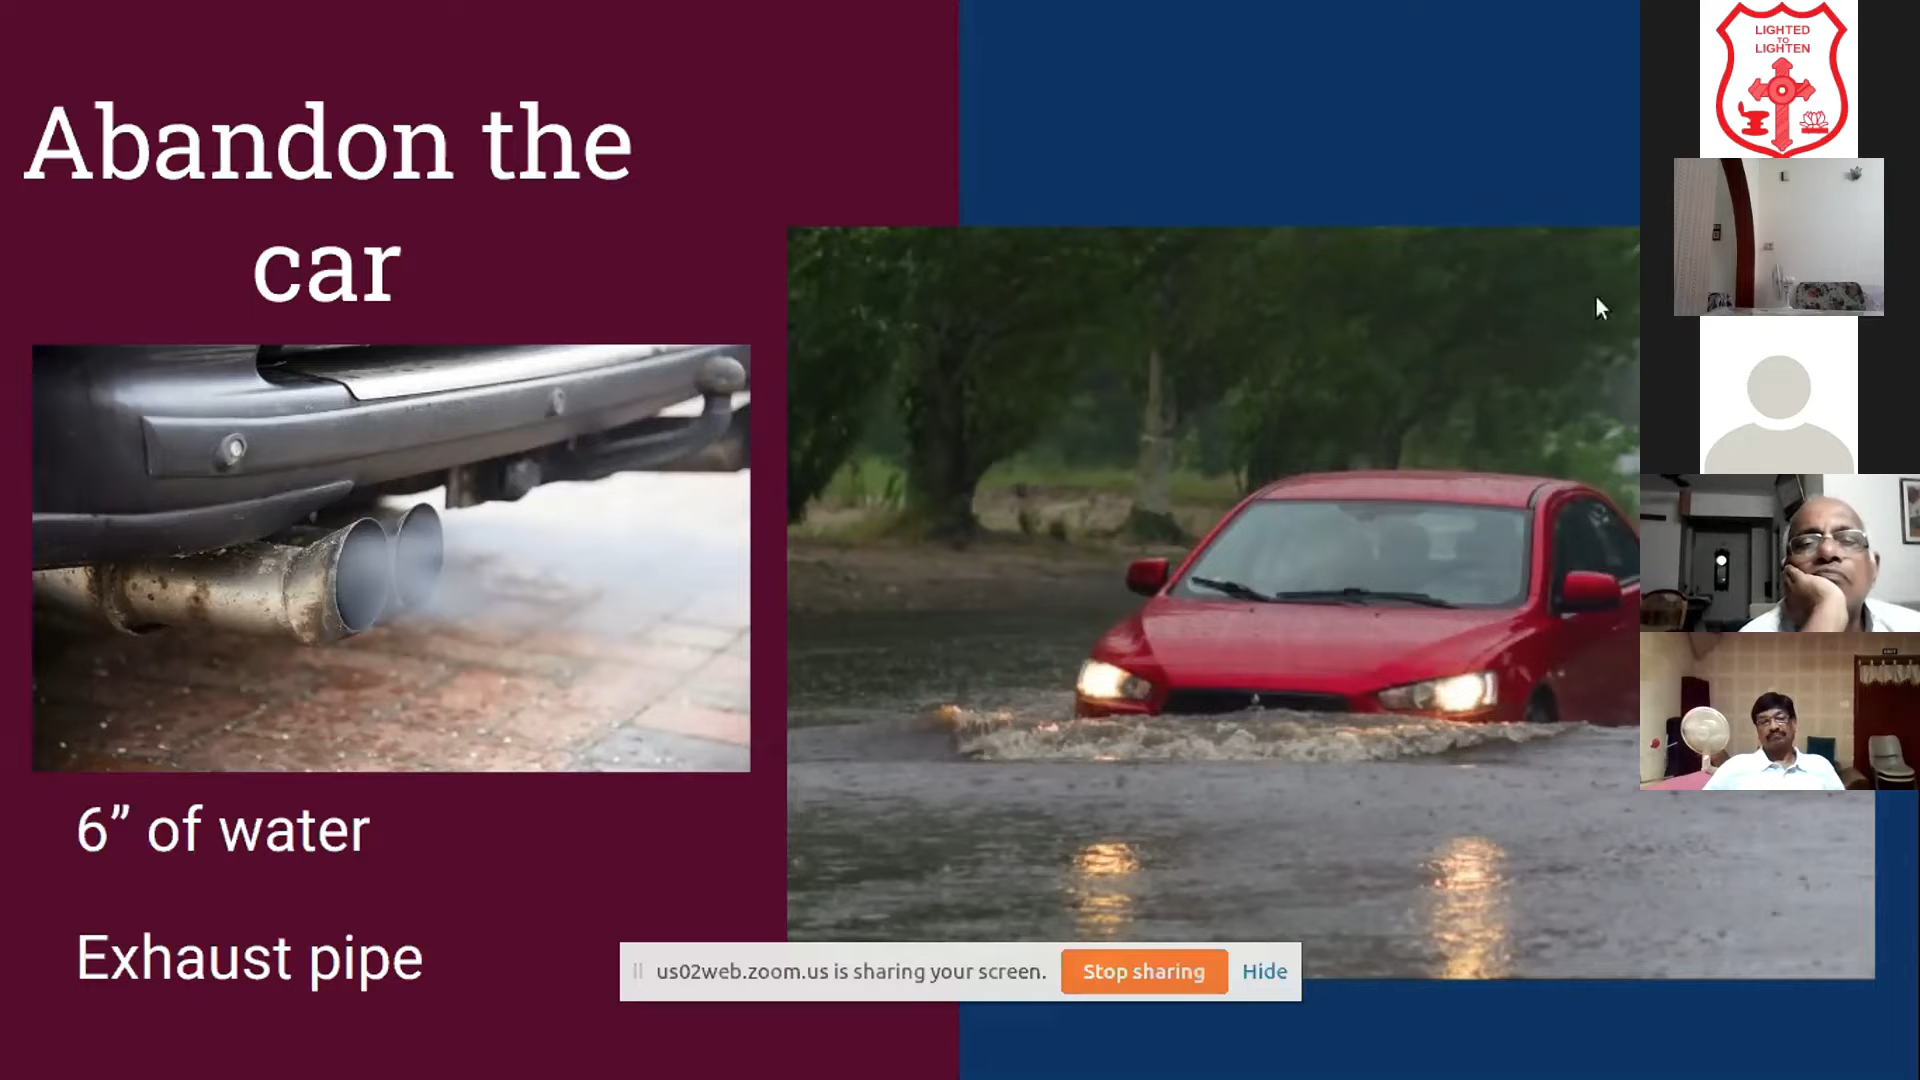 Abandon the
car
6” of water
Exhaust pipe
us02web.zoom.us is sharing your screen.
Stop sharing
Hide
LIGHTED
TO
LIGHTEN
EXIT